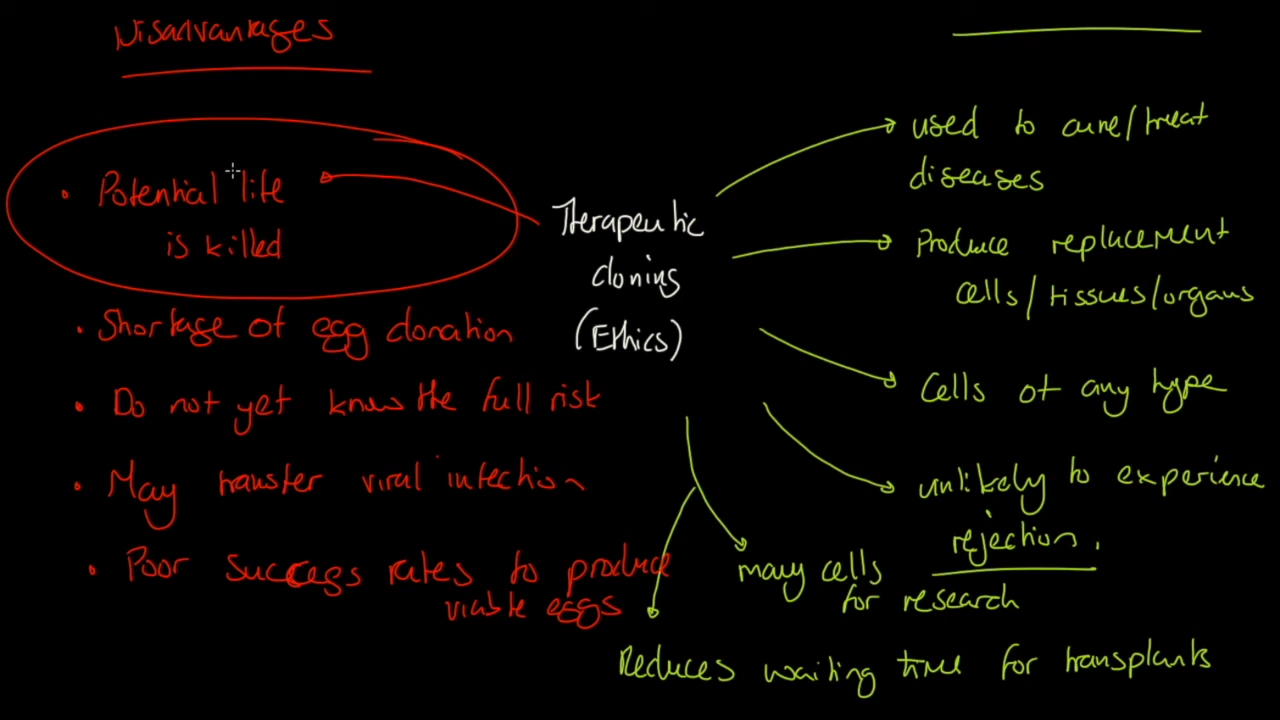 Disadvantages
• Potential life
is killed
• Shortage of egg donation
• Do not yet know the full risk
• May transfer viral infection
• Poor success rates to produce
viable eggs
Therapeutic
cloning
(Ethics)
used to cure/treat
diseases
Produce replacement
cells/tissues/organs
Cells of any type
unlikely to experience
rejection.
many cells
for research
Reduces waiting time for transplants